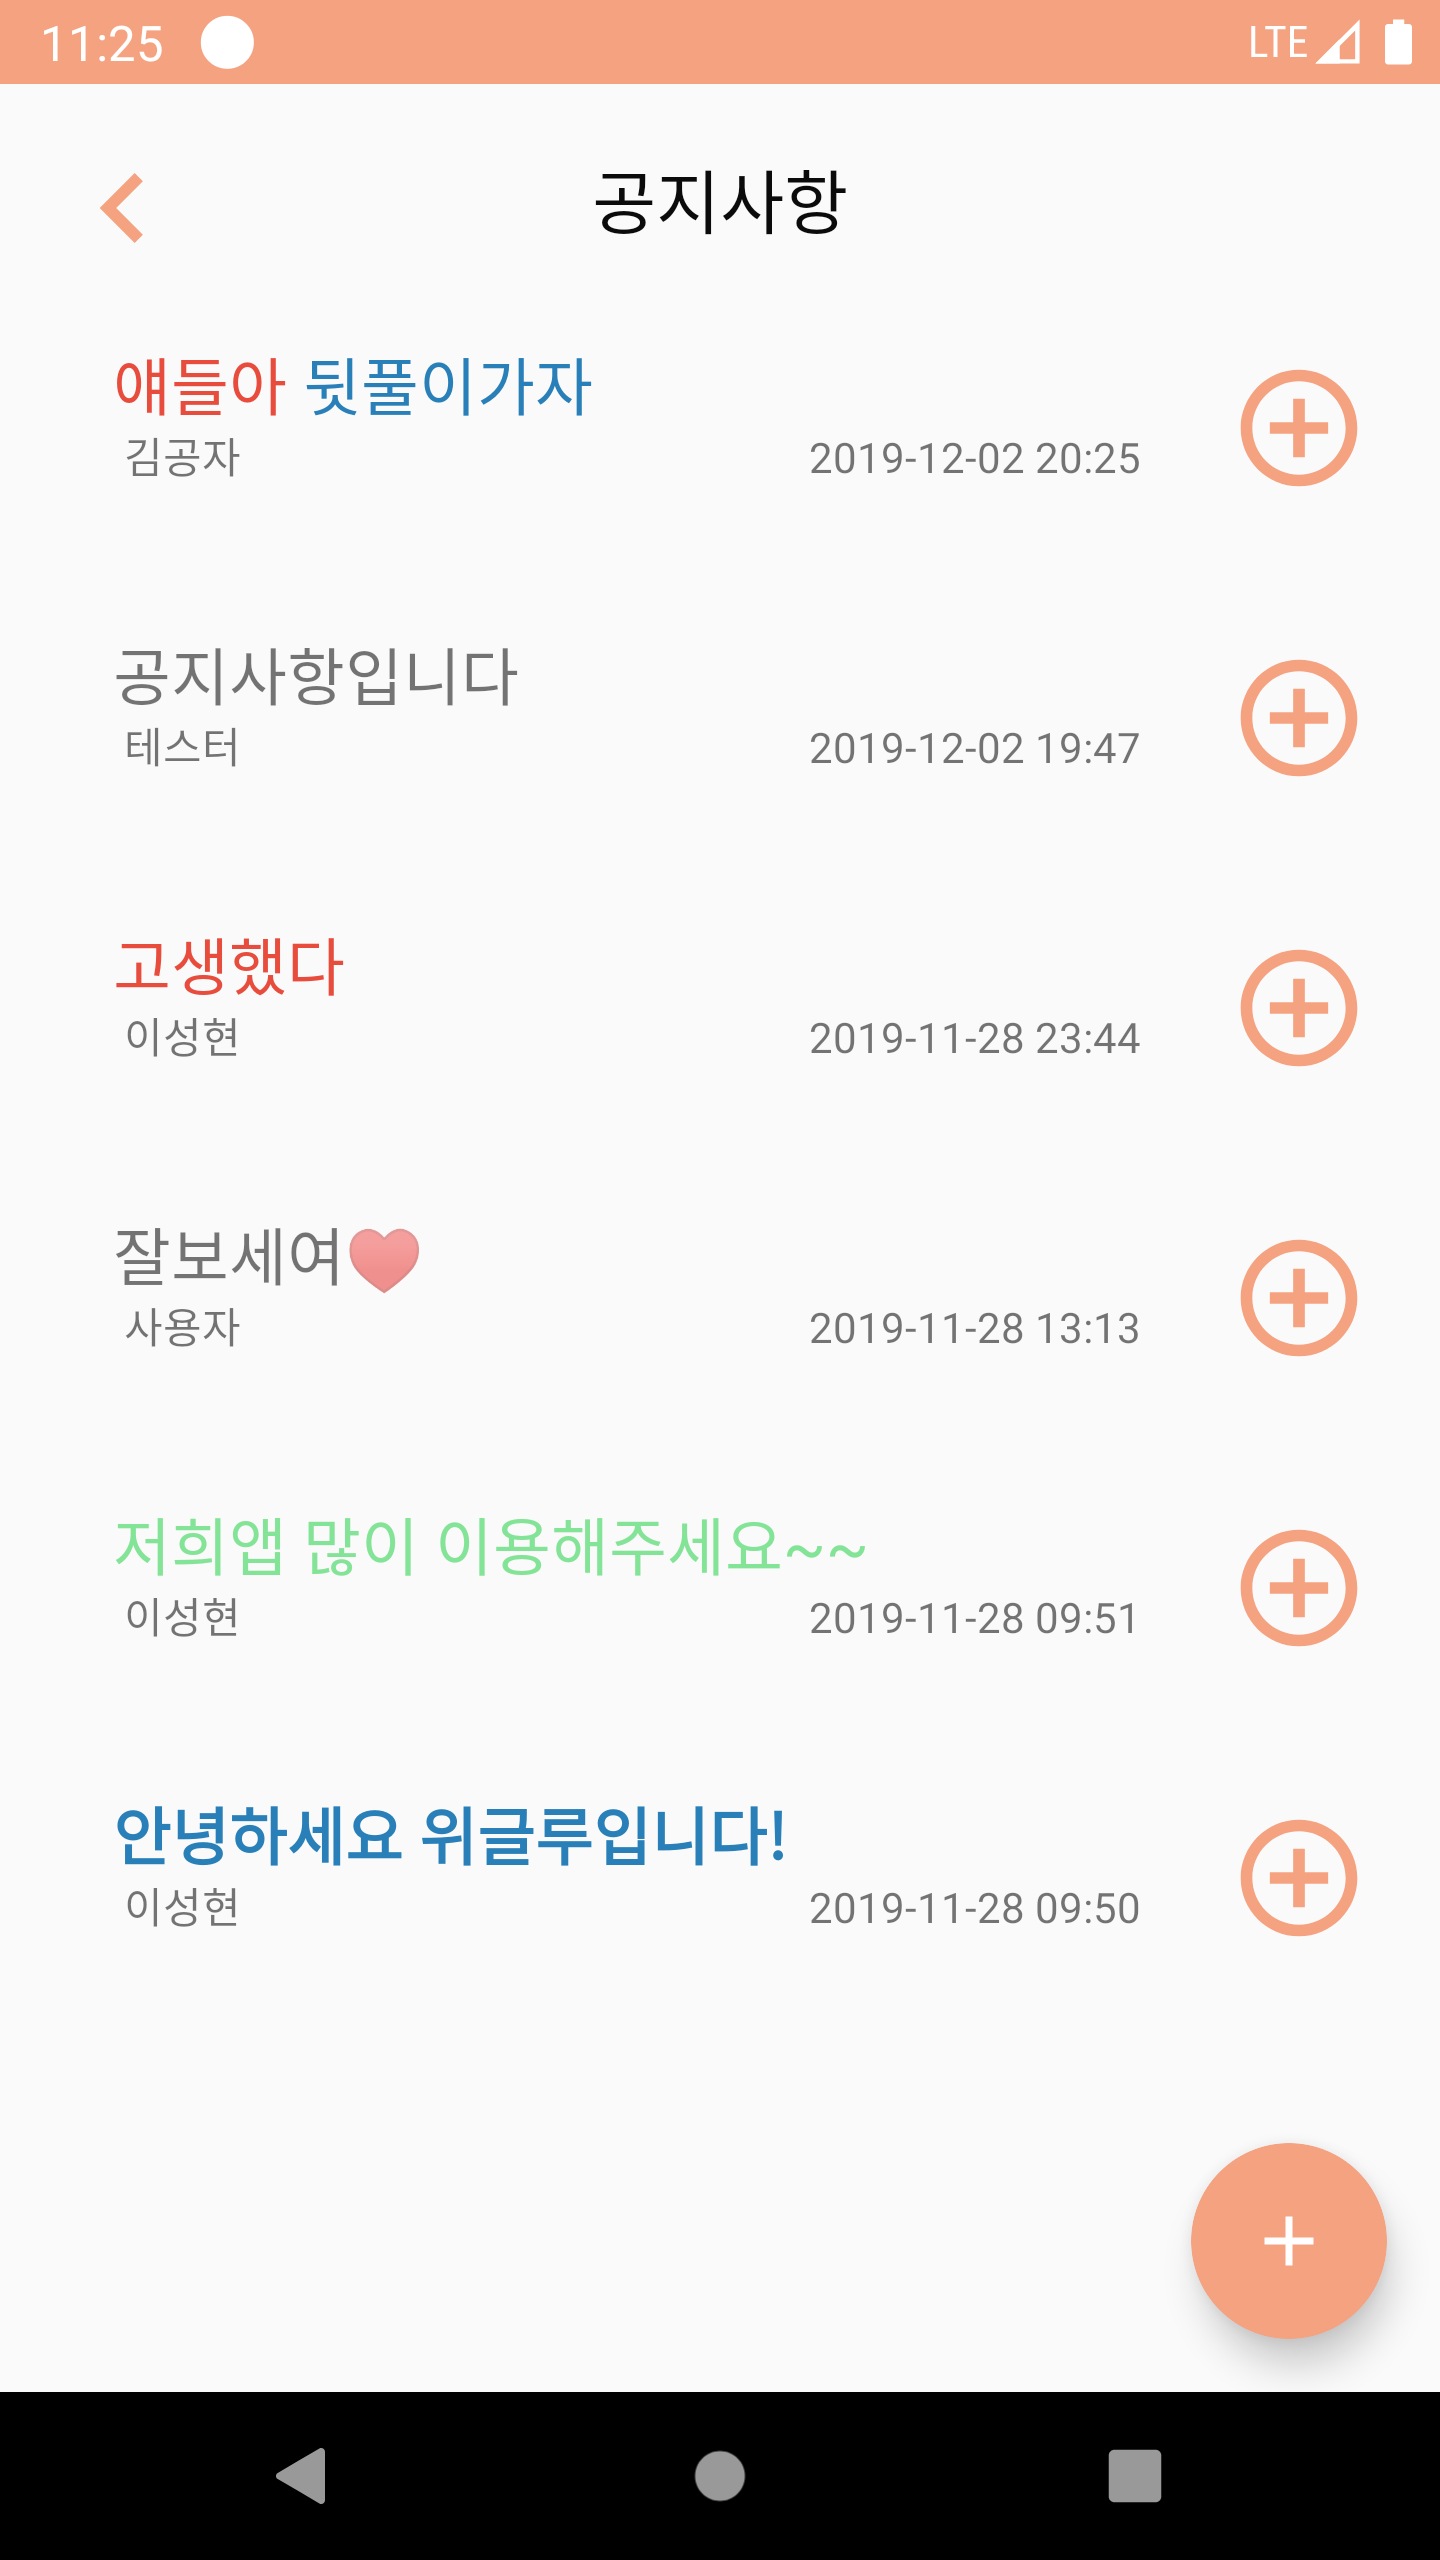 11:25
LTE
공지사항
얘들아 뒷풀이가자
김공자
2019-12-02 20:25
공지사항입니다
테스터
2019-12-02 19:47
고생했다
이성현
2019-11-28 23:44
잘보세여❤
사용자
2019-11-28 13:13
저희앱 많이 이용해주세요~~
이성현
2019-11-28 09:51
안녕하세요 위글루입니다!
이성현
2019-11-28 09:50